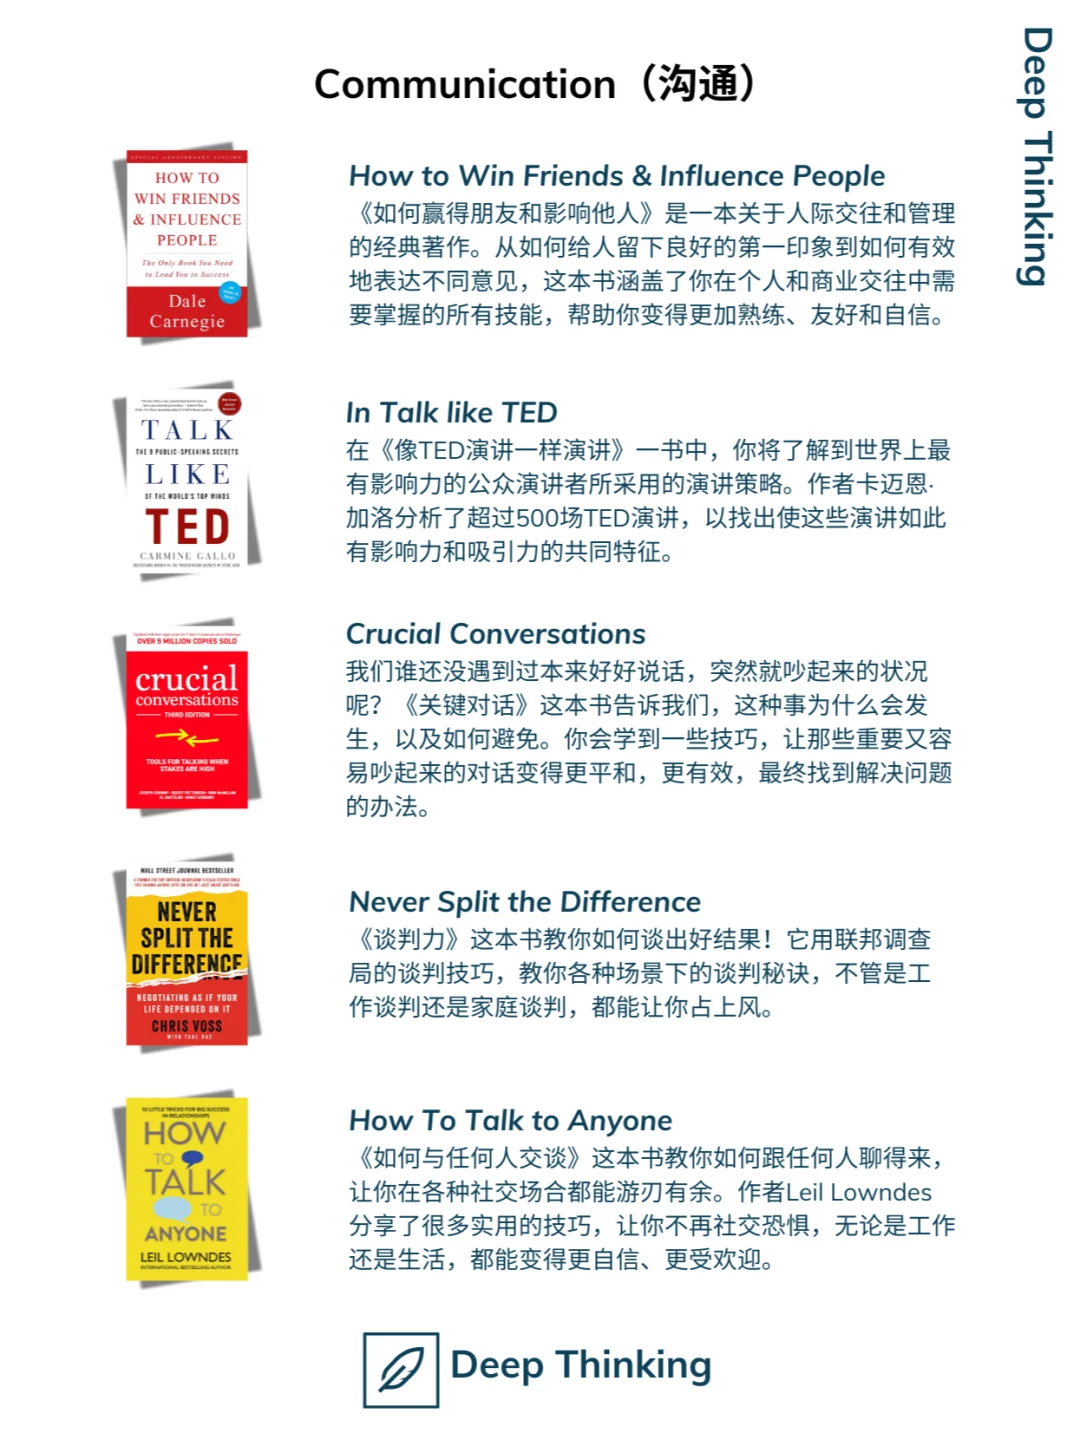 Deep Thinking
Communication（沟通）
SPECIAL ANNIVERSARY EDITION
HOW TO
WIN FRIENDS
& INFLUENCE
PEOPLE
The Only Book You Need
to Lead You to Success
Dale
Carnegie
How to Win Friends & Influence People
《如何赢得朋友和影响他人》是一本关于人际交往和管理
的经典著作。从如何给人留下良好的第一印象到如何有效
地表达不同意见，这本书涵盖了你在个人和商业交往中需
要掌握的所有技能，帮助你变得更加熟练、友好和自信。
TALK
THE 9 PUBLIC-SPEAKING SECRETS
LIKE
OF THE WORLD'S TOP MINDS
TED
CARMINE GALLO
In Talk like TED
在《像TED演讲一样演讲》一书中，你将了解到世界上最
有影响力的公众演讲者所采用的演讲策略。作者卡迈恩·
加洛分析了超过500场TED演讲，以找出使这些演讲如此
有影响力和吸引力的共同特征。
OVER 5 MILLION COPIES SOLD
crucial
conversations
THIRD EDITION
TOOLS FOR TALKING WHEN
STAKES ARE HIGH
Crucial Conversations
我们谁还没遇到过本来好好说话，突然就吵起来的状况
呢？《关键对话》这本书告诉我们，这种事为什么会发
生，以及如何避免。你会学到一些技巧，让那些重要又容
易吵起来的对话变得更平和，更有效，最终找到解决问题
的办法。
WALL STREET JOURNAL BESTSELLER
NEVER
SPLIT THE
DIFFERENCE
NEGOTIATING AS IF YOUR
LIFE DEPENDED ON IT
CHRIS VOSS
WITH TAHL RAZ
Never Split the Difference
《谈判力》这本书教你如何谈出好结果！它用联邦调查
局的谈判技巧，教你各种场景下的谈判秘诀，不管是工
作谈判还是家庭谈判，都能让你占上风。
92 LITTLE TRICKS FOR BIG SUCCESS
IN RELATIONSHIPS
HOW
TO
TALK
TO
ANYONE
LEIL LOWNDES
INTERNATIONAL BESTSELLING AUTHOR
How To Talk to Anyone
《如何与任何人交谈》这本书教你如何跟任何人聊得来，
让你在各种社交场合都能游刃有余。作者Leil Lowndes
分享了很多实用的技巧，让你不再社交恐惧，无论是工作
还是生活，都能变得更自信、更受欢迎。
Deep Thinking